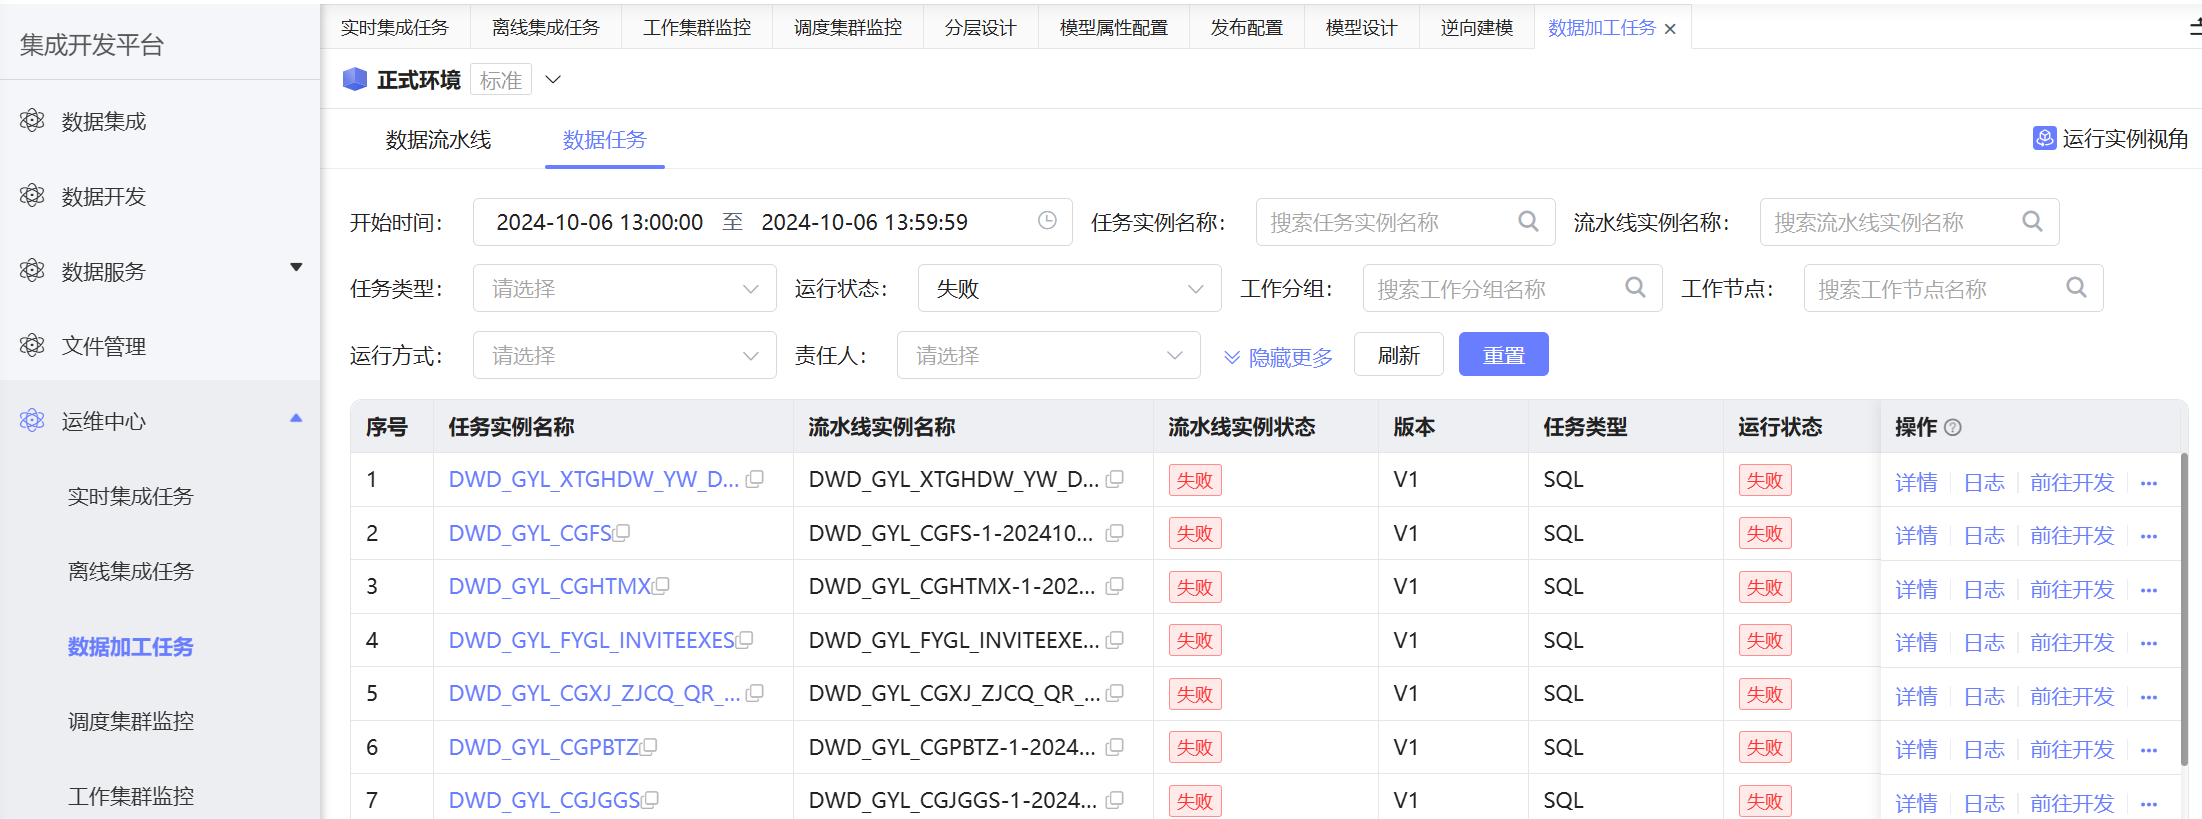 集成开发平台
数据集成
数据开发
数据服务
文件管理
运维中心
实时集成任务
离线集成任务
数据加工任务
调度集群监控
工作集群监控
实时集成任务 离线集成任务 工作集群监控 调度集群监控 分层设计 模型属性配置 发布配置 模型设计 逆向建模 数据加工任务
正式环境 标准
数据流水线 数据任务 运行实例视角
开始时间： 2024-10-06 13:00:00 至 2024-10-06 13:59:59 任务实例名称： 搜索任务实例名称 流水线实例名称： 搜索流水线实例名称
任务类型： 请选择 运行状态： 失败 工作分组： 搜索工作分组名称 工作节点： 搜索工作节点名称
运行方式： 请选择 责任人： 请选择 隐藏更多 刷新 重置
序号 任务实例名称 流水线实例名称 流水线实例状态 版本 任务类型 运行状态 操作
1 DWD_GYL_XTGHDW_YW_D... DWD_GYL_XTGHDW_YW_D... 失败 V1 SQL 失败 详情 日志 前往开发 ...
2 DWD_GYL_CGFS DWD_GYL_CGFS-1-202410... 失败 V1 SQL 失败 详情 日志 前往开发 ...
3 DWD_GYL_CGHTMX DWD_GYL_CGHTMX-1-202... 失败 V1 SQL 失败 详情 日志 前往开发 ...
4 DWD_GYL_FYGL_INVITEEXES DWD_GYL_FYGL_INVITEEXE... 失败 V1 SQL 失败 详情 日志 前往开发 ...
5 DWD_GYL_CGXJ_ZJCQ_QR_... DWD_GYL_CGXJ_ZJCQ_QR_... 失败 V1 SQL 失败 详情 日志 前往开发 ...
6 DWD_GYL_CGPBTZ DWD_GYL_CGPBTZ-1-2024... 失败 V1 SQL 失败 详情 日志 前往开发 ...
7 DWD_GYL_CGJGGS DWD_GYL_CGJGGS-1-2024... 失败 V1 SQL 失败 详情 日志 前往开发 ...